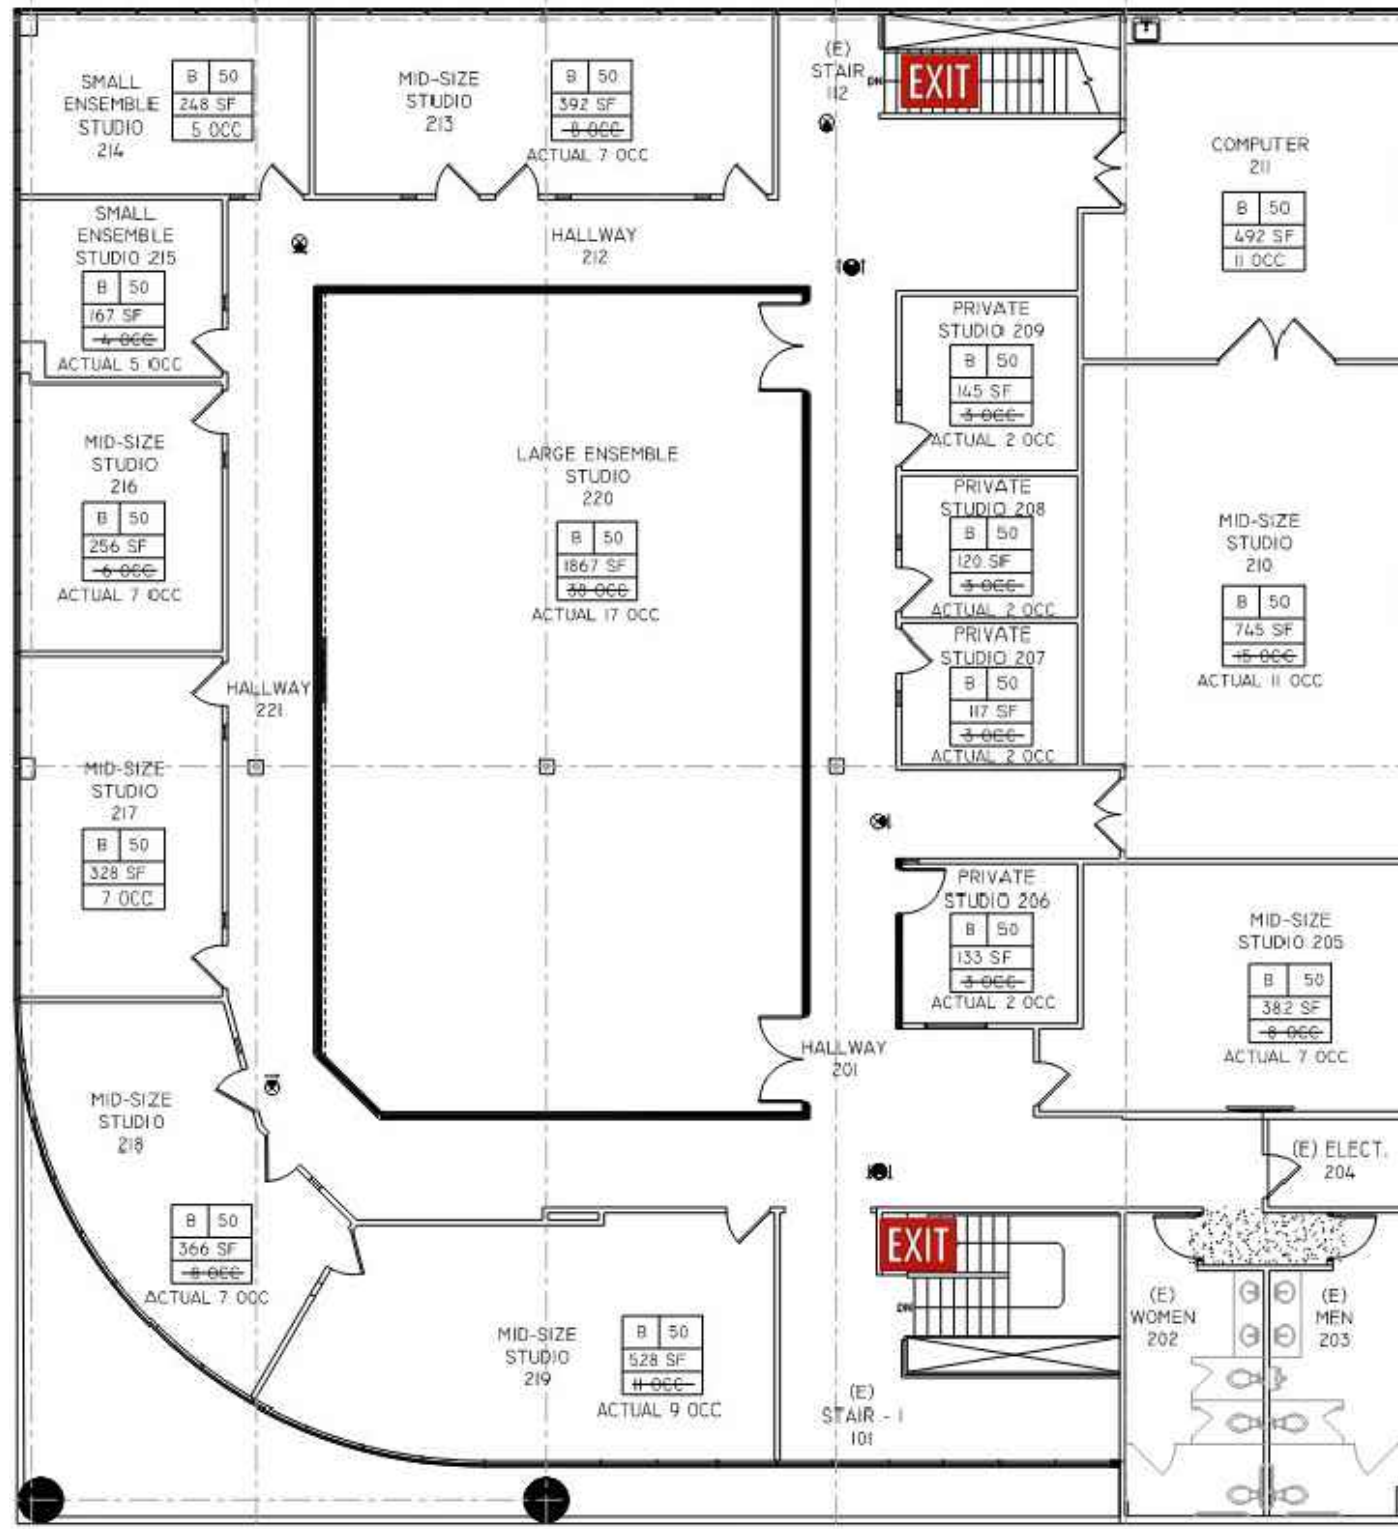 SMALL
ENSEMBLE
STUDIO
214
B 50
248 SF
5 OCC
MID-SIZE
STUDIO
213
B 50
392 SF
8 OCC
ACTUAL 7 OCC
(E)
STAIR
112
DN
EXIT
COMPUTER
211
B 50
492 SF
11 OCC
SMALL
ENSEMBLE
STUDIO 215
B 50
167 SF
4 OCC
ACTUAL 5 OCC
HALLWAY
212
PRIVATE
STUDIO 209
B 50
145 SF
3 OCC
ACTUAL 2 OCC
MID-SIZE
STUDIO
216
B 50
256 SF
6 OCC
ACTUAL 7 OCC
LARGE ENSEMBLE
STUDIO
220
B 50
1867 SF
38 OCC
ACTUAL 17 OCC
PRIVATE
STUDIO 208
B 50
120 SF
3 OCC
ACTUAL 2 OCC
MID-SIZE
STUDIO
210
B 50
745 SF
15 OCC
ACTUAL 11 OCC
PRIVATE
STUDIO 207
B 50
117 SF
3 OCC
ACTUAL 2 OCC
HALLWAY
221
MID-SIZE
STUDIO
217
B 50
328 SF
7 OCC
PRIVATE
STUDIO 206
B 50
133 SF
3 OCC
ACTUAL 2 OCC
MID-SIZE
STUDIO 205
B 50
382 SF
8 OCC
ACTUAL 7 OCC
HALLWAY
201
MID-SIZE
STUDIO
218
B 50
366 SF
8 OCC
ACTUAL 7 OCC
(E) ELECT.
204
EXIT
DN
MID-SIZE
STUDIO
219
B 50
528 SF
11 OCC
ACTUAL 9 OCC
(E)
STAIR - 1
101
(E)
WOMEN
202
(E)
MEN
203